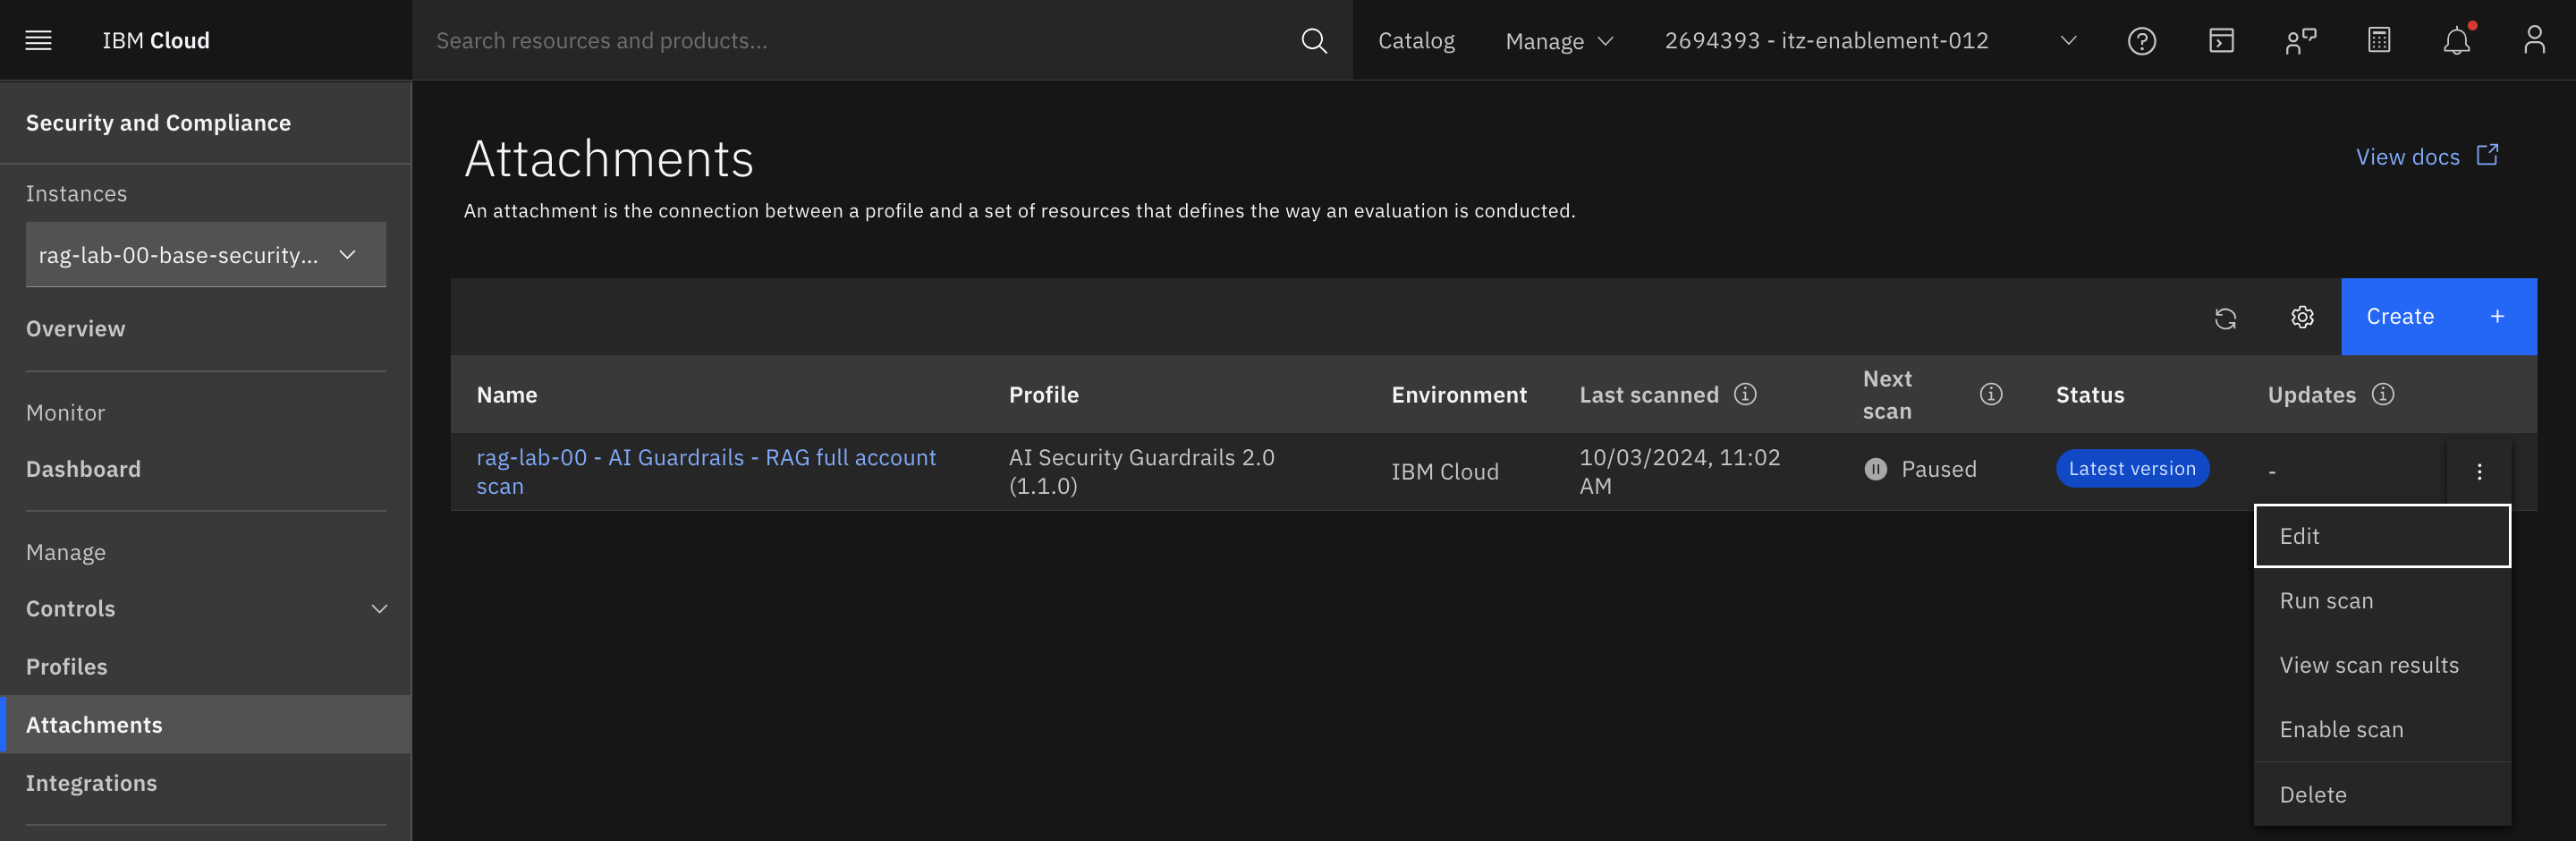 IBM Cloud
Search resources and products...
Catalog
Manage
2694393 - itz-enablement-012
Security and Compliance
Instances
rag-lab-00-base-security...
Overview
Monitor
Dashboard
Manage
Controls
Profiles
Attachments
Integrations
Attachments
View docs
An attachment is the connection between a profile and a set of resources that defines the way an evaluation is conducted.
Create +
Name
Profile
Environment
Last scanned
Next
scan
Status
Updates
rag-lab-00 - AI Guardrails - RAG full account
scan
AI Security Guardrails 2.0
(1.1.0)
IBM Cloud
10/03/2024, 11:02
AM
Paused
Latest version
-
Edit
Run scan
View scan results
Enable scan
Delete